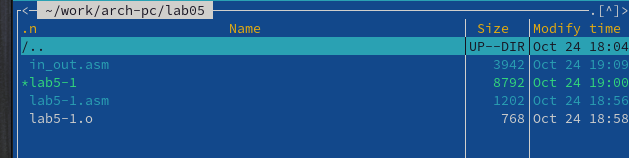 <─ ~/work/arch-pc/lab05 ─.[^]>
.n Name Size Modify time
/.. UP--DIR Oct 24 18:04
in_out.asm 3942 Oct 24 19:09
*lab5-1 8792 Oct 24 19:00
lab5-1.asm 1202 Oct 24 18:56
lab5-1.o 768 Oct 24 18:58